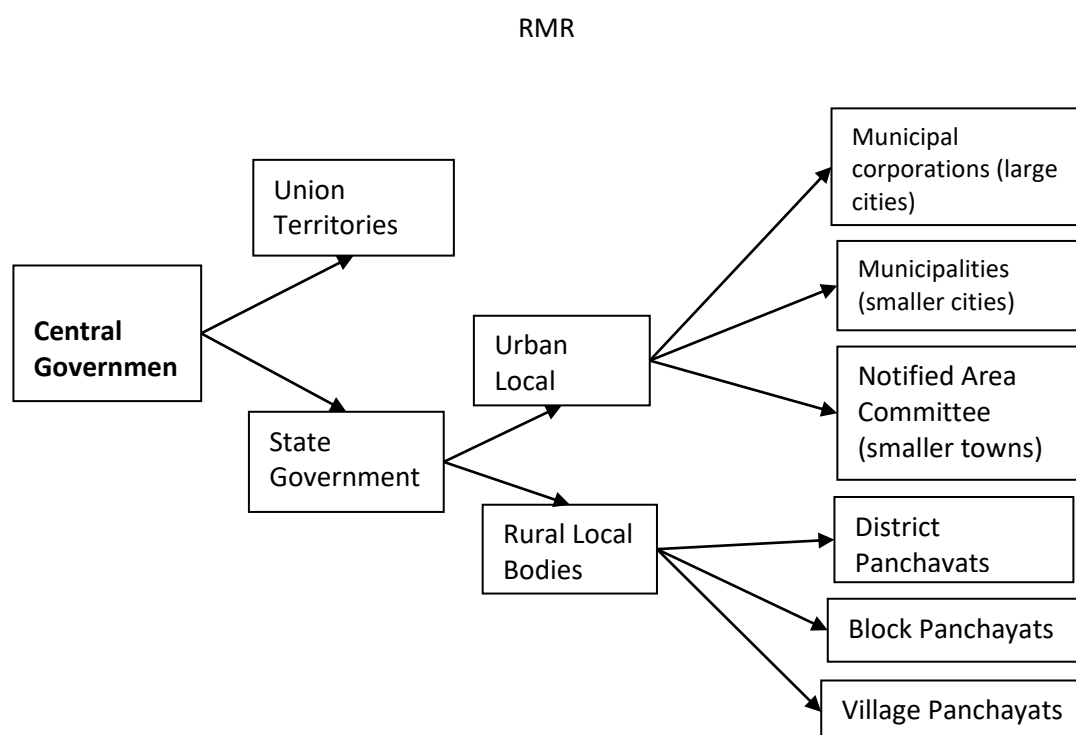 RMR
Municipal
corporations (large
cities)
Union
Territories
Municipalities
(smaller cities)
Central
Governmen
Urban
Local
Notified Area
Committee
(smaller towns)
State
Government
Rural Local
Bodies
District
Panchavats
Block Panchayats
Village Panchayats